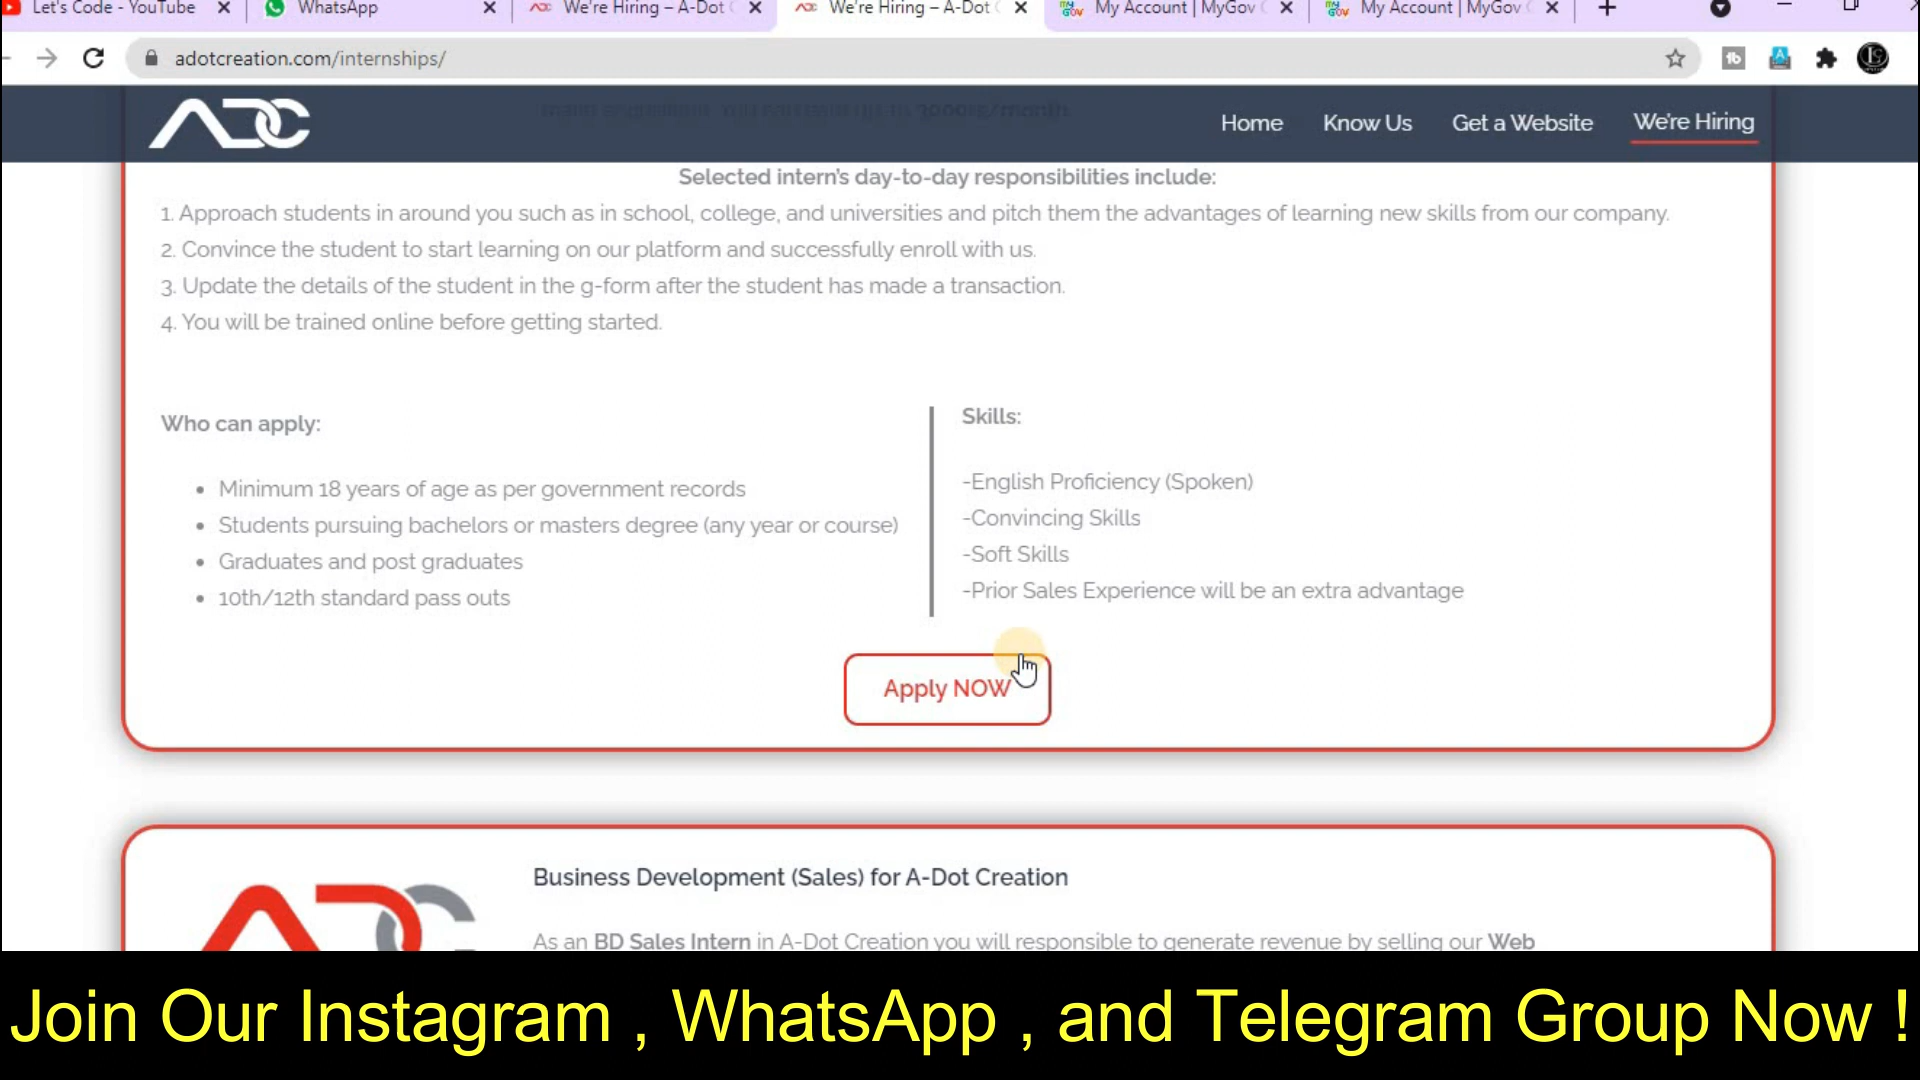 Let's Code - YouTube
WhatsApp
We're Hiring – A-Dot
We're Hiring – A-Dot
My Account | MyGov
My Account | MyGov
adotcreation.com/internships/
ADC
Home
Know Us
Get a Website
We're Hiring
Selected intern's day-to-day responsibilities include:
1. Approach students in around you such as in school, college, and universities and pitch them the advantages of learning new skills from our company.
2. Convince the student to start learning on our platform and successfully enroll with us.
3. Update the details of the student in the g-form after the student has made a transaction.
4. You will be trained online before getting started.
Who can apply:
Minimum 18 years of age as per government records
Students pursuing bachelors or masters degree (any year or course)
Graduates and post graduates
10th/12th standard pass outs
Skills:
-English Proficiency (Spoken)
-Convincing Skills
-Soft Skills
-Prior Sales Experience will be an extra advantage
Apply NOW
Business Development (Sales) for A-Dot Creation
As an BD Sales Intern in A-Dot Creation you will responsible to generate revenue by selling our Web
Join Our Instagram , WhatsApp , and Telegram Group Now !